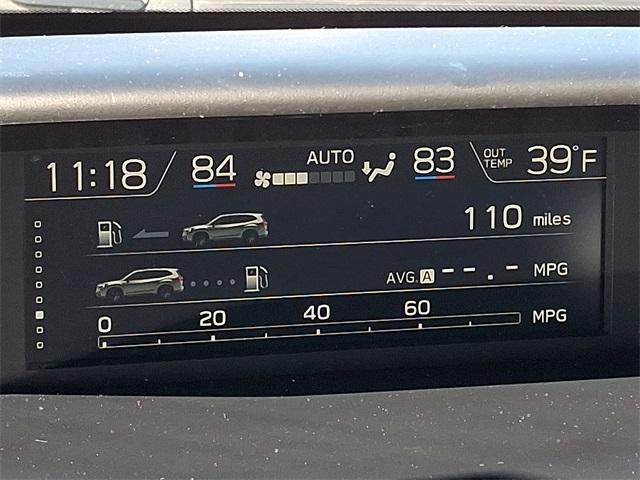 11:18 84 AUTO 83 OUT TEMP 39°F
110 miles
AVG. A --.- MPG
0 20 40 60 MPG